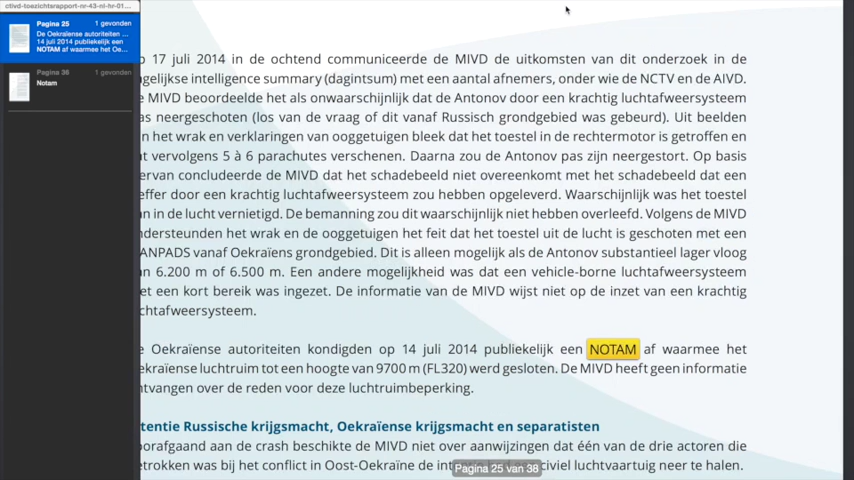 ctivd-toezichtsrapport-nr-43-nl-hr-01...
Pagina 25 1 gevonden
De Oekraïense autoriteiten ...
14 juli 2014 publiekelijk een
NOTAM af waarmee het Oe...
Pagina 38 1 gevonden
Notam
p 17 juli 2014 in de ochtend communiceerde de MIVD de uitkomsten van dit onderzoek in de
gelijkse intelligence summary (dagintsum) met een aantal afnemers, onder wie de NCTV en de AIVD.
e MIVD beoordeelde het als onwaarschijnlijk dat de Antonov door een krachtig luchtafweersysteem
as neergeschoten (los van de vraag of dit vanaf Russisch grondgebied was gebeurd). Uit beelden
n het wrak en verklaringen van ooggetuigen bleek dat het toestel in de rechtermotor is getroffen en
at vervolgens 5 à 6 parachutes verschenen. Daarna zou de Antonov pas zijn neergestort. Op basis
ervan concludeerde de MIVD dat het schadebeeld niet overeenkomt met het schadebeeld dat een
effer door een krachtig luchtafweersysteem zou hebben opgeleverd. Waarschijnlijk was het toestel
an in de lucht vernietigd. De bemanning zou dit waarschijnlijk niet hebben overleefd. Volgens de MIVD
ndersteunden het wrak en de ooggetuigen het feit dat het toestel uit de lucht is geschoten met een
ANPADS vanaf Oekraïens grondgebied. Dit is alleen mogelijk als de Antonov substantieel lager vloog
an 6.200 m of 6.500 m. Een andere mogelijkheid was dat een vehicle-borne luchtafweersysteem
et een kort bereik was ingezet. De informatie van de MIVD wijst niet op de inzet van een krachtig
chtafweersysteem.
e Oekraïense autoriteiten kondigden op 14 juli 2014 publiekelijk een NOTAM af waarmee het
ekraïense luchtruim tot een hoogte van 9700 m (FL320) werd gesloten. De MIVD heeft geen informatie
ntvangen over de reden voor deze luchtruimbeperking.
tentie Russische krijgsmacht, Oekraïense krijgsmacht en separatisten
oorafgaand aan de crash beschikte de MIVD niet over aanwijzingen dat één van de drie actoren die
etrokken was bij het conflict in Oost-Oekraïne de civiel luchtvaartuig neer te halen.
Pagina 25 van 38